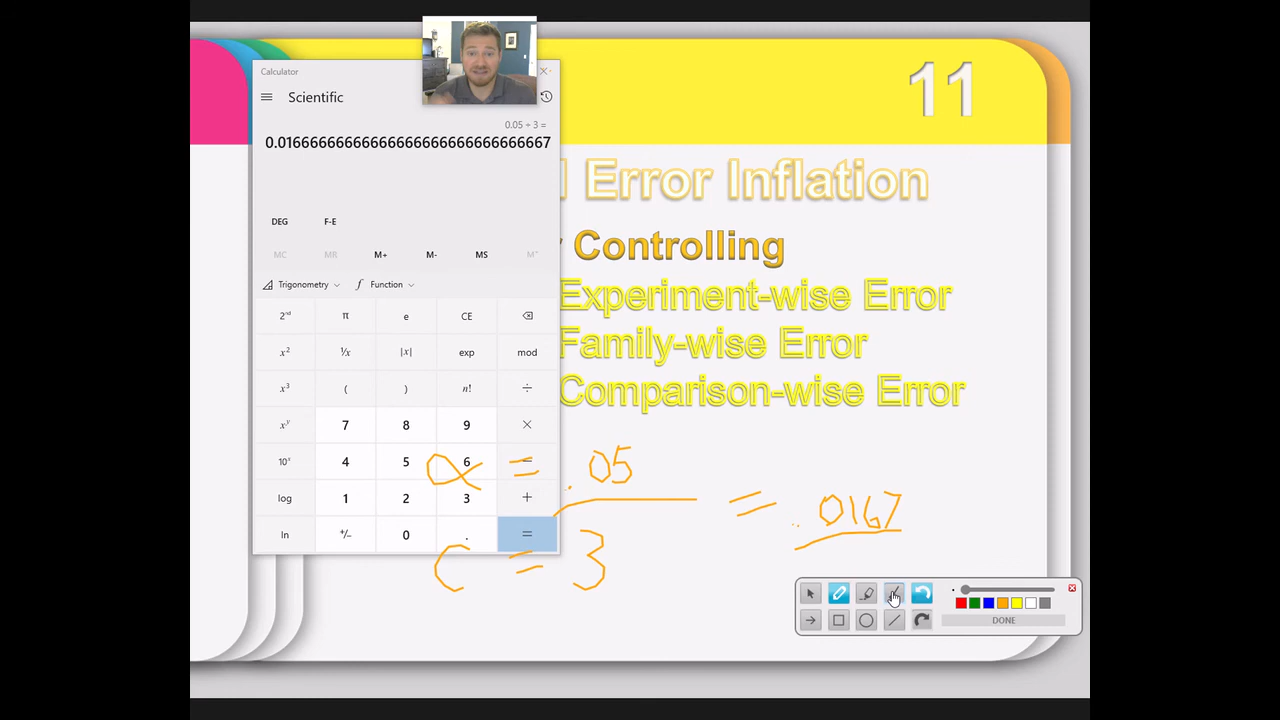 11
Calculator
Scientific
0.05 ÷ 3 =
0.01666666666666666666666666666667
Error Inflation
Controlling
Experiment-wise Error
Family-wise Error
Comparison-wise Error
DEG F-E
MC MR M+ M- MS M˅
Trigonometry Function
2ⁿᵈ π e CE
x² ¹/x |x| exp mod
x³ ( ) n! ÷
xʸ 7 8 9 ×
10ˣ 4 5 6 −
log 1 2 3 +
ln +/- 0 . =
α = .05
c = 3
= .0167
DONE